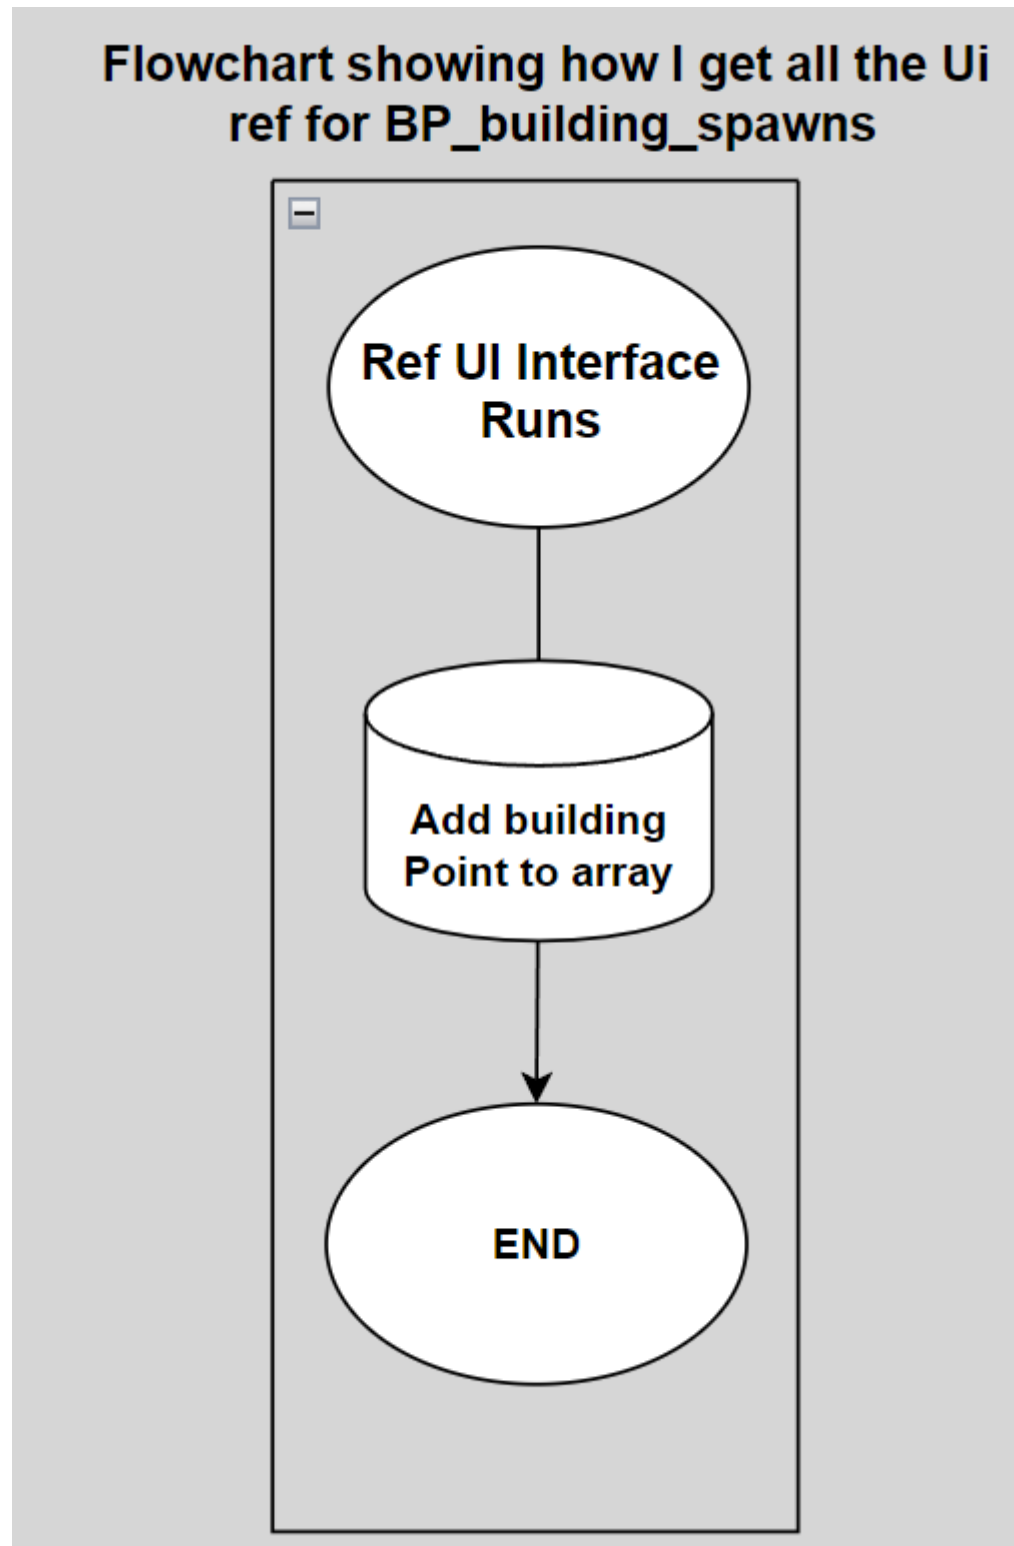 Flowchart showing how I get all the Ui
ref for BP_building_spawns
Ref UI Interface
Runs
Add building
Point to array
END